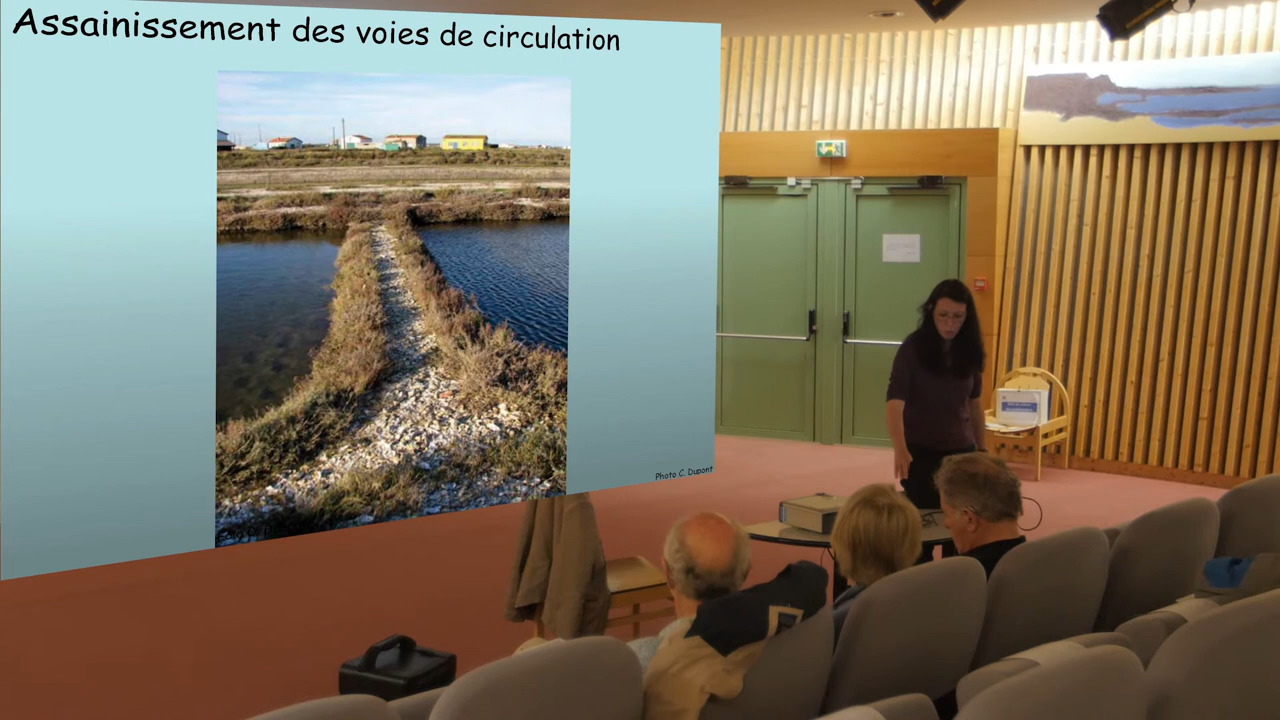 Assainissement des voies de circulation
Photo C. Dupont